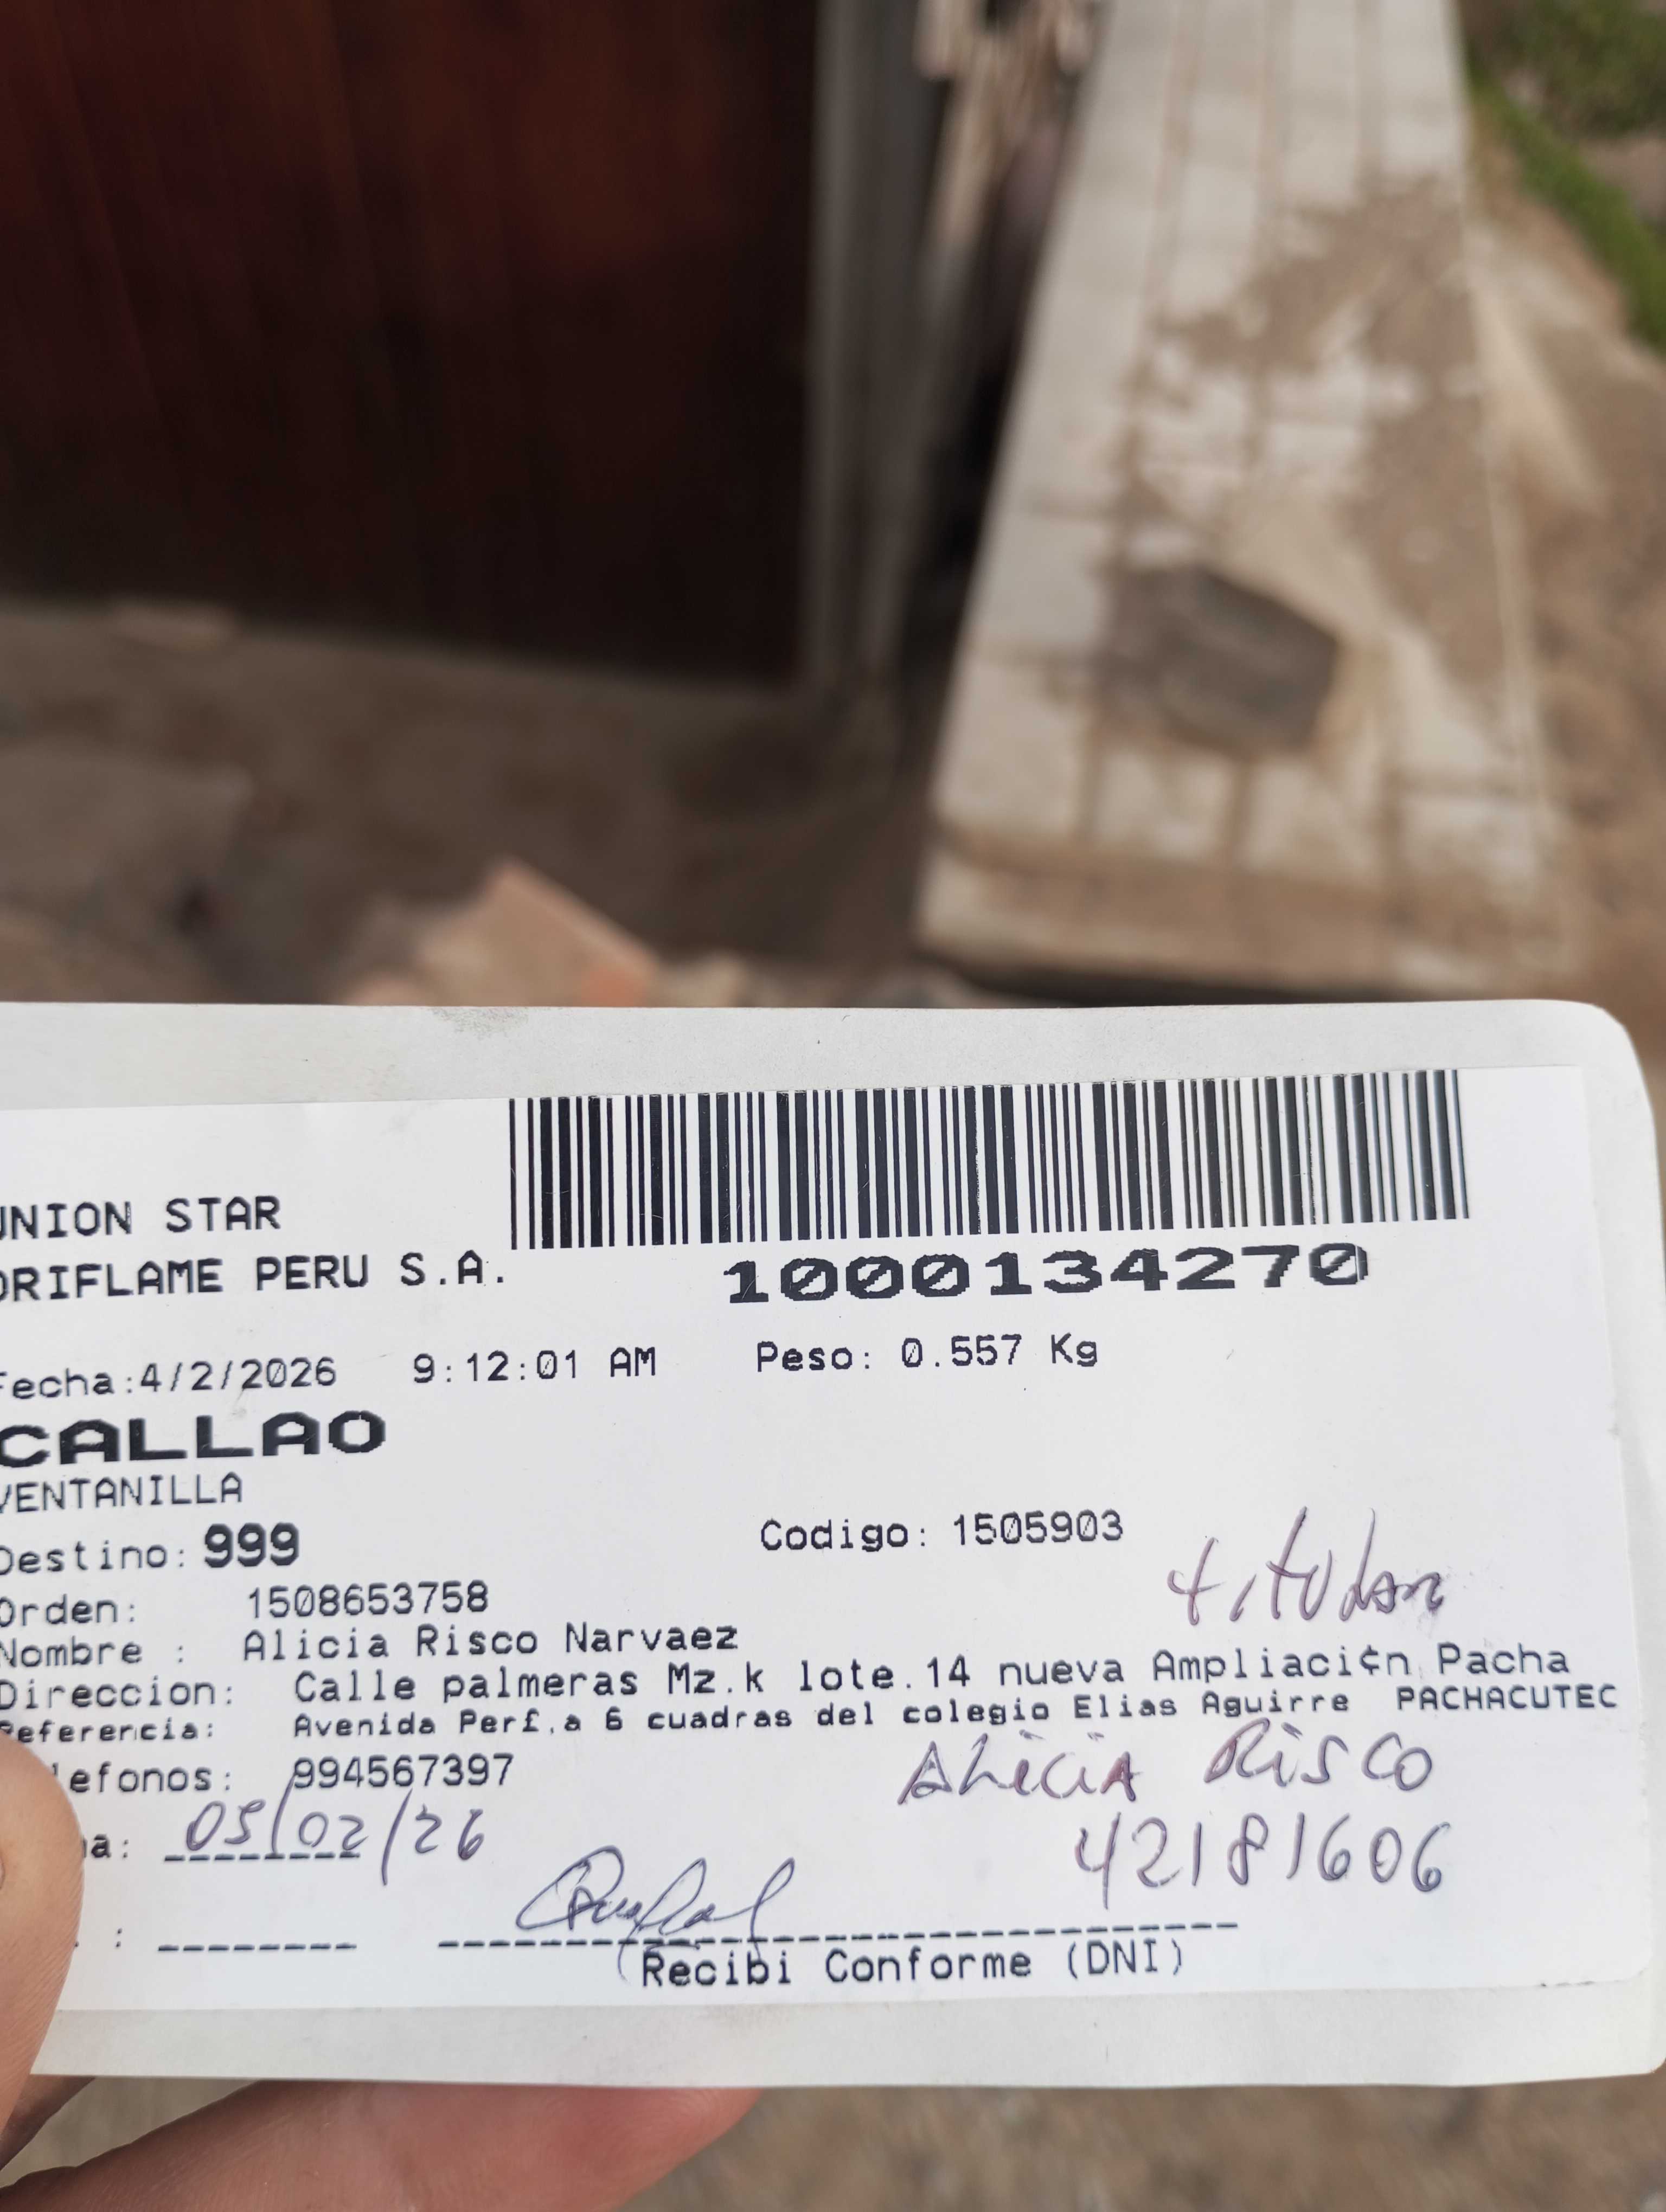 UNION STAR
ORIFLAME PERU S.A.
1000134270
Fecha:4/2/2026 9:12:01 AM Peso: 0.557 Kg
CALLAO
VENTANILLA
Destino: 999 Codigo: 1505903
titular
Orden: 1508653758
Nombre : Alicia Risco Narvaez
Direccion: Calle palmeras Mz.k lote.14 nueva Ampliaci¢n Pacha
Referencia: Avenida Perf.a 6 cuadras del colegio Elias Aguirre PACHACUTEC
lefonos: 994567397
Alicia Risco
a: 05/02/26
42181606
:
Recibi Conforme (DNI)